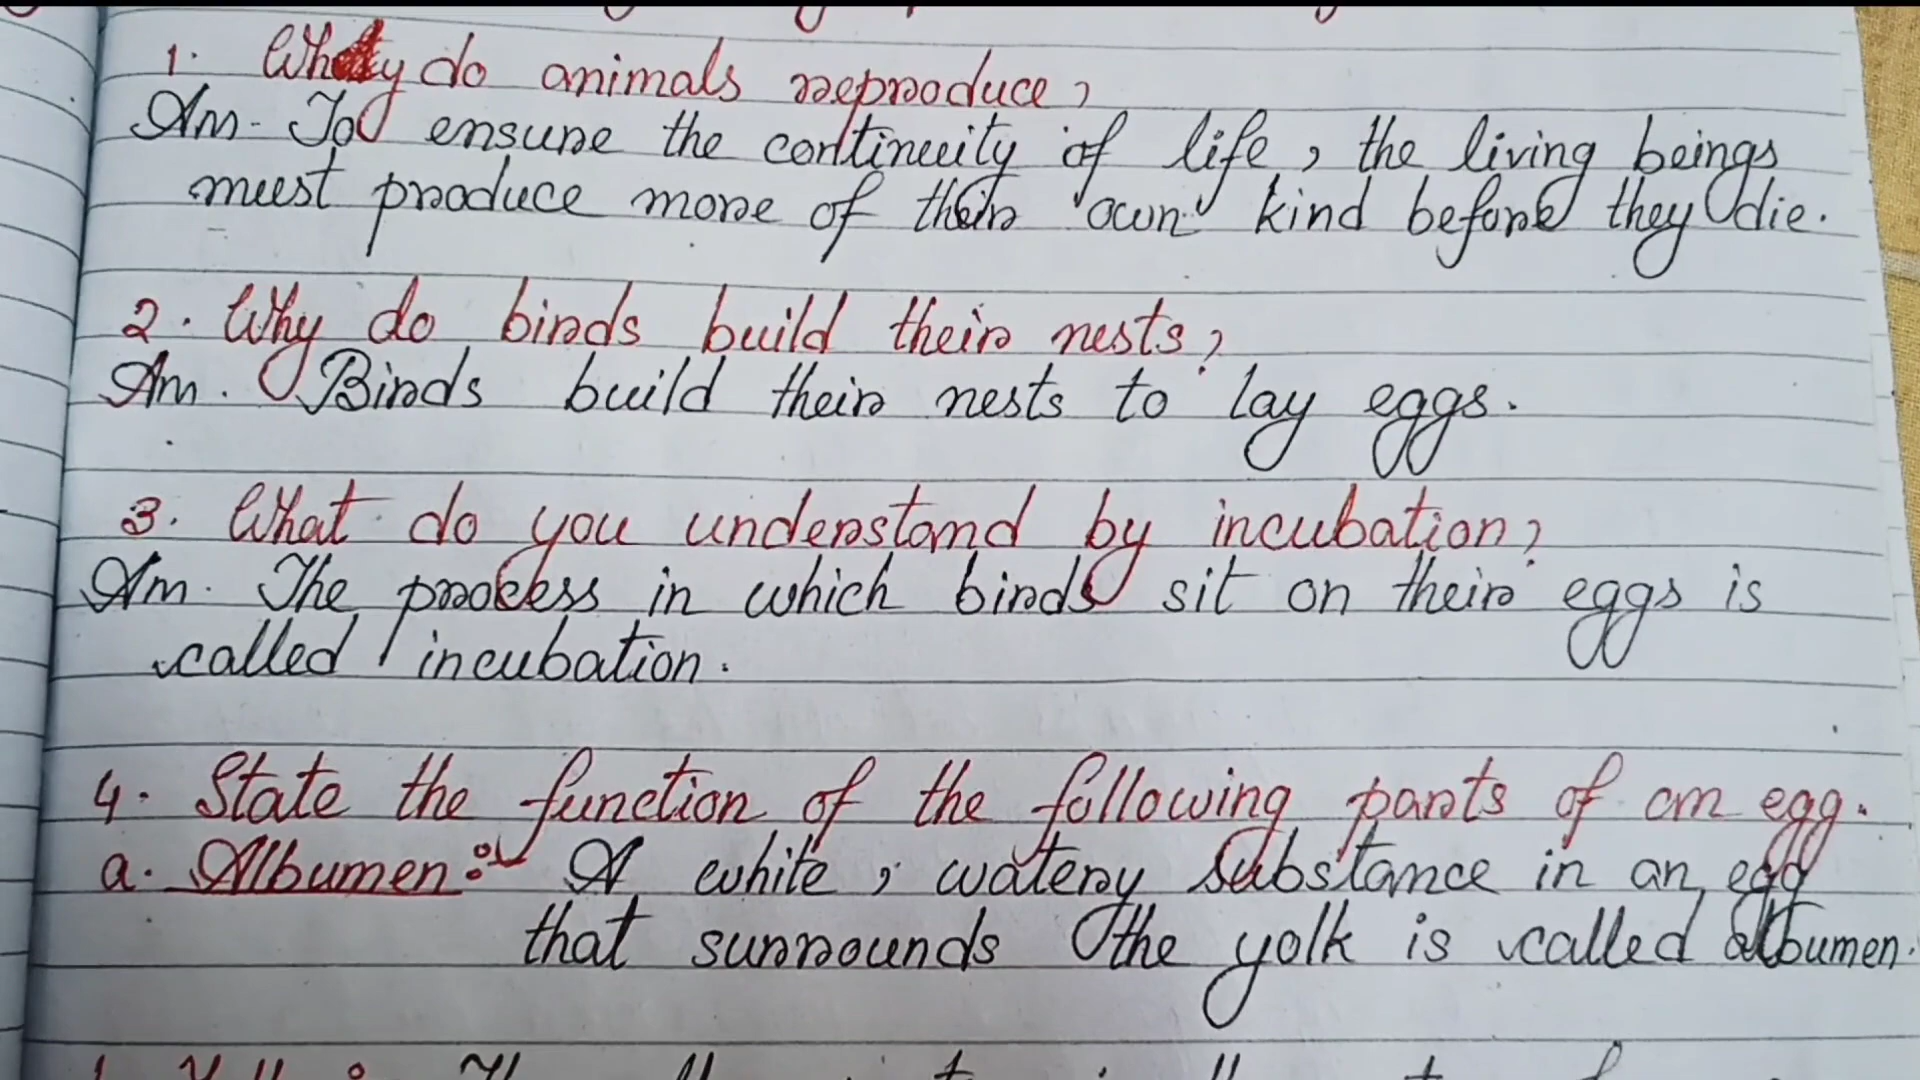 1. Why do animals reproduce?
Ans. To ensure the continuity of life, the living beings
must produce more of their own kind before they die.
2. Why do birds build their nests?
Ans. Birds build their nests to lay eggs.
3. What do you understand by incubation?
Ans. The process in which birds sit on their eggs is
called incubation.
4. State the function of the following parts of an egg.
a. Albumen:- A white, watery substance in an egg
that surrounds the yolk is called albumen.